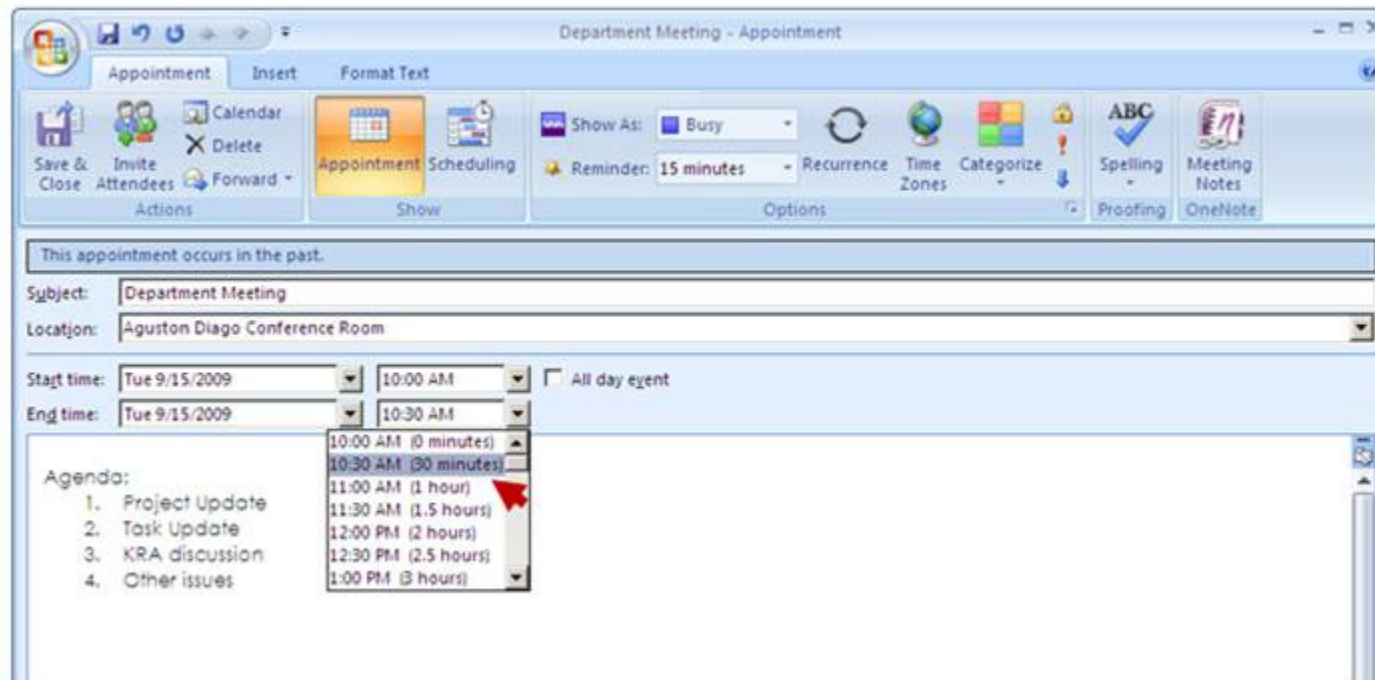 Department Meeting - Appointment
Appointment Insert Format Text
Save & Close
Invite Attendees
Calendar
Delete
Forward
Actions
Appointment Scheduling
Show
Show As: Busy
Reminder: 15 minutes
Recurrence
Time Zones
Categorize
Options
ABC
Spelling
Proofing
Meeting Notes
OneNote
This appointment occurs in the past.
Subject: Department Meeting
Location: Aguston Diago Conference Room
Start time: Tue 9/15/2009 10:00 AM All day event
End time: Tue 9/15/2009 10:30 AM
10:00 AM (0 minutes)
10:30 AM (30 minutes)
11:00 AM (1 hour)
11:30 AM (1.5 hours)
12:00 PM (2 hours)
12:30 PM (2.5 hours)
1:00 PM (3 hours)
Agenda:
1. Project Update
2. Task Update
3. KRA discussion
4. Other issues